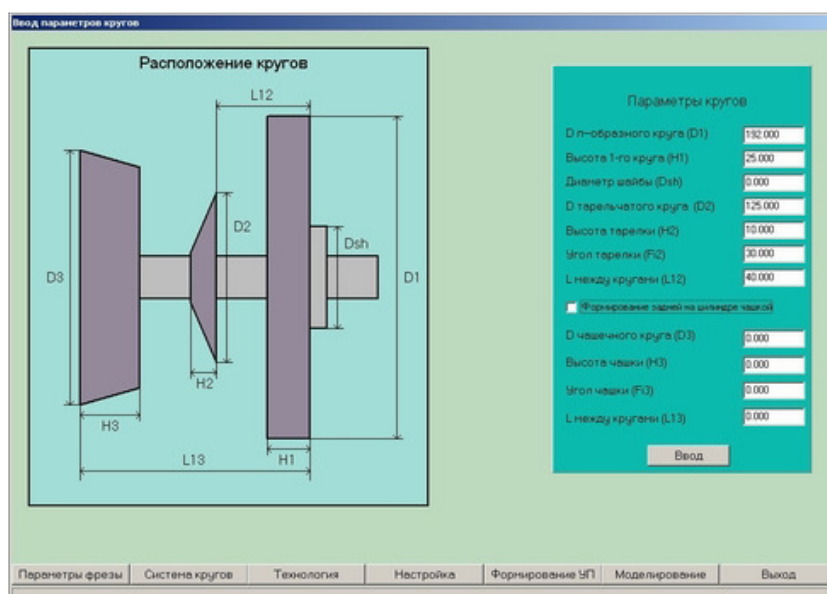 Ввод параметров кругов
Расположение кругов
L12
D2
Dsh
D3
D1
H2
H3
H1
L13
Параметры кругов
D п-образного круга (D1) 192.000
Высота 1-го круга (H1) 25.000
Диаметр шайбы (Dsh) 0.000
D тарельчатого круга (D2) 125.000
Высота тарелки (H2) 10.000
Угол тарелки (Fi2) 30.000
L между кругами (L12) 40.000
Формирование задней на цилиндре чашкой
D чашечного круга (D3) 0.000
Высота чашки (H3) 0.000
Угол чашки (Fi3) 0.000
L между кругами (L13) 0.000
Ввод
Параметры фрезы Система кругов Технология Настройка Формирование УП Моделирование Выход